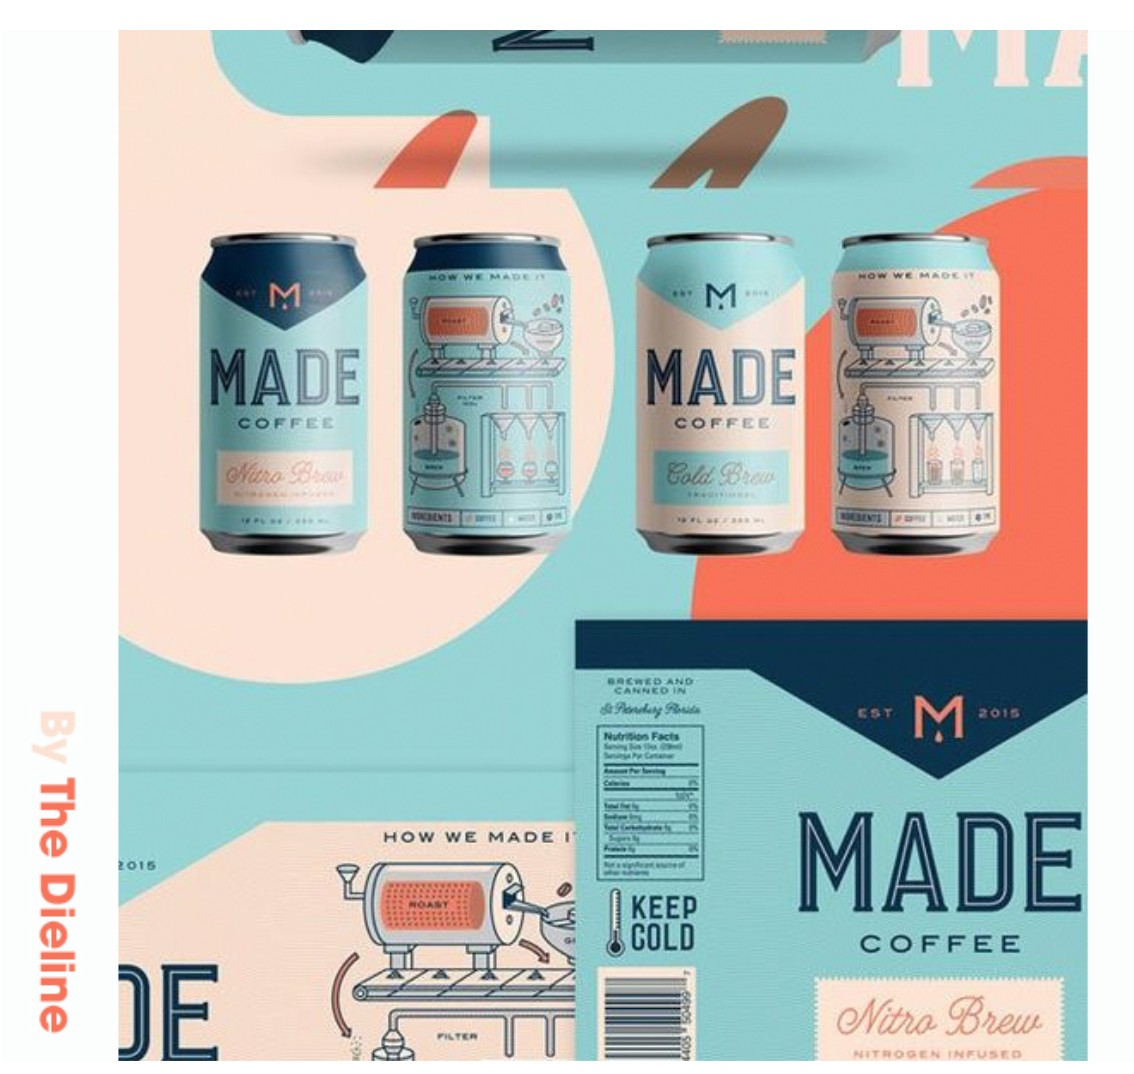 MA
EST M 2015
MADE
COFFEE
Nitro Brew
NITROGEN INFUSED
12 FL OZ / 355 ML
HOW WE MADE IT
ROAST
FILTER
BREW
INGREDIENTS COFFEE WATER TIME
EST M 2015
MADE
COFFEE
Cold Brew
TRADITIONAL
12 FL OZ / 355 ML
HOW WE MADE IT
ROAST
FILTER
BREW
INGREDIENTS COFFEE WATER TIME
By The Dieline
2015
DE
HOW WE MADE IT
ROAST
FILTER
BREWED AND
CANNED IN
St Petersburg Florida
Nutrition Facts
Servings Per Container
Amount Per Serving
Calories 0%
Total Fat 0g 0%
Sodium 0mg 0%
Total Carbohydrate 0g 0%
Sugars 0g
Protein 0g 0%
Not a significant source of
other nutrients
KEEP
COLD
EST M 2015
MADE
COFFEE
Nitro Brew
NITROGEN INFUSED